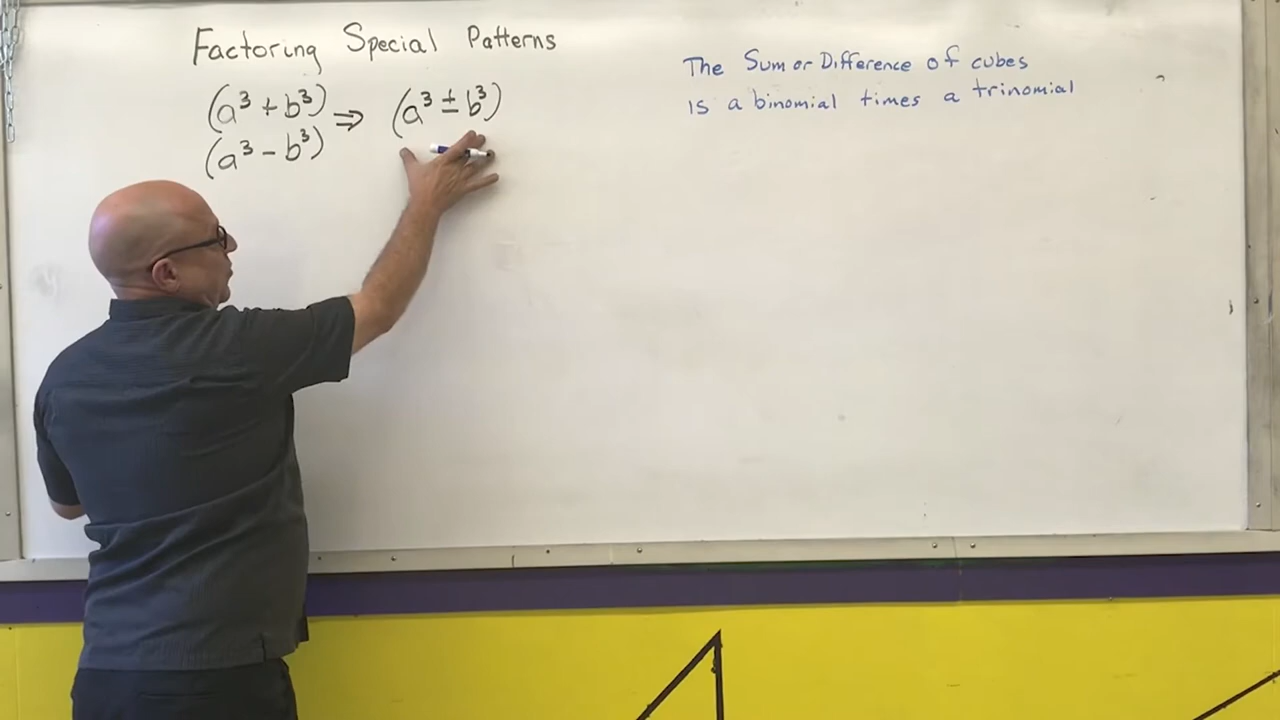 Factoring Special Patterns
(a³ + b³) ⇒ (a³ ± b³)
(a³ - b³)
The Sum or Difference of cubes
is a binomial times a trinomial